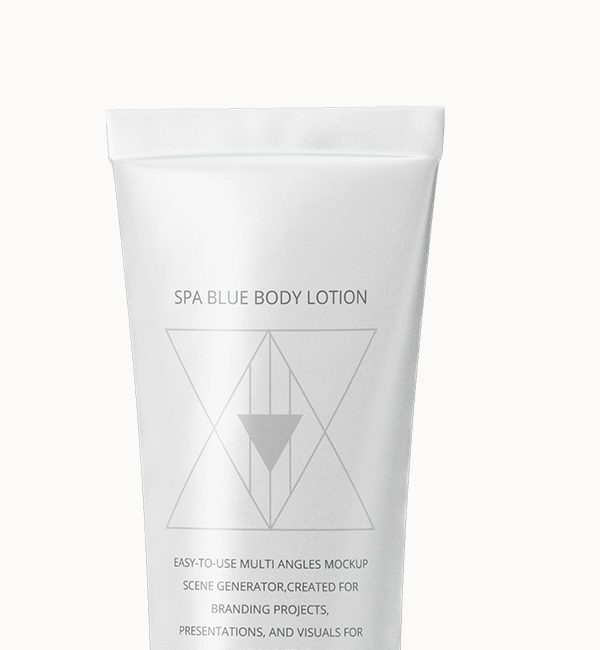 SPA BLUE BODY LOTION
EASY-TO-USE MULTI ANGLES MOCKUP
SCENE GENERATOR,CREATED FOR
BRANDING PROJECTS,
PRESENTATIONS, AND VISUALS FOR